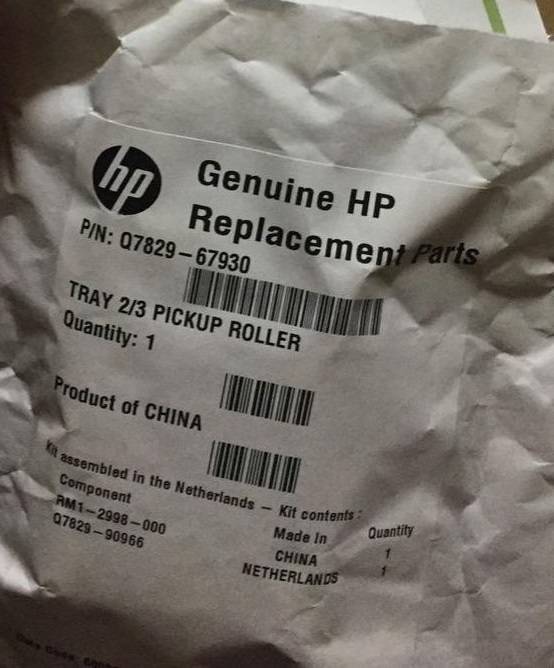 hp
Genuine HP
Replacement Parts
P/N: Q7829-67930
TRAY 2/3 PICKUP ROLLER
Quantity: 1
Product of CHINA
Kit assembled in the Netherlands - Kit contents:
Component Made In Quantity
RM1-2998-000 CHINA 1
Q7829-90966 NETHERLANDS 1